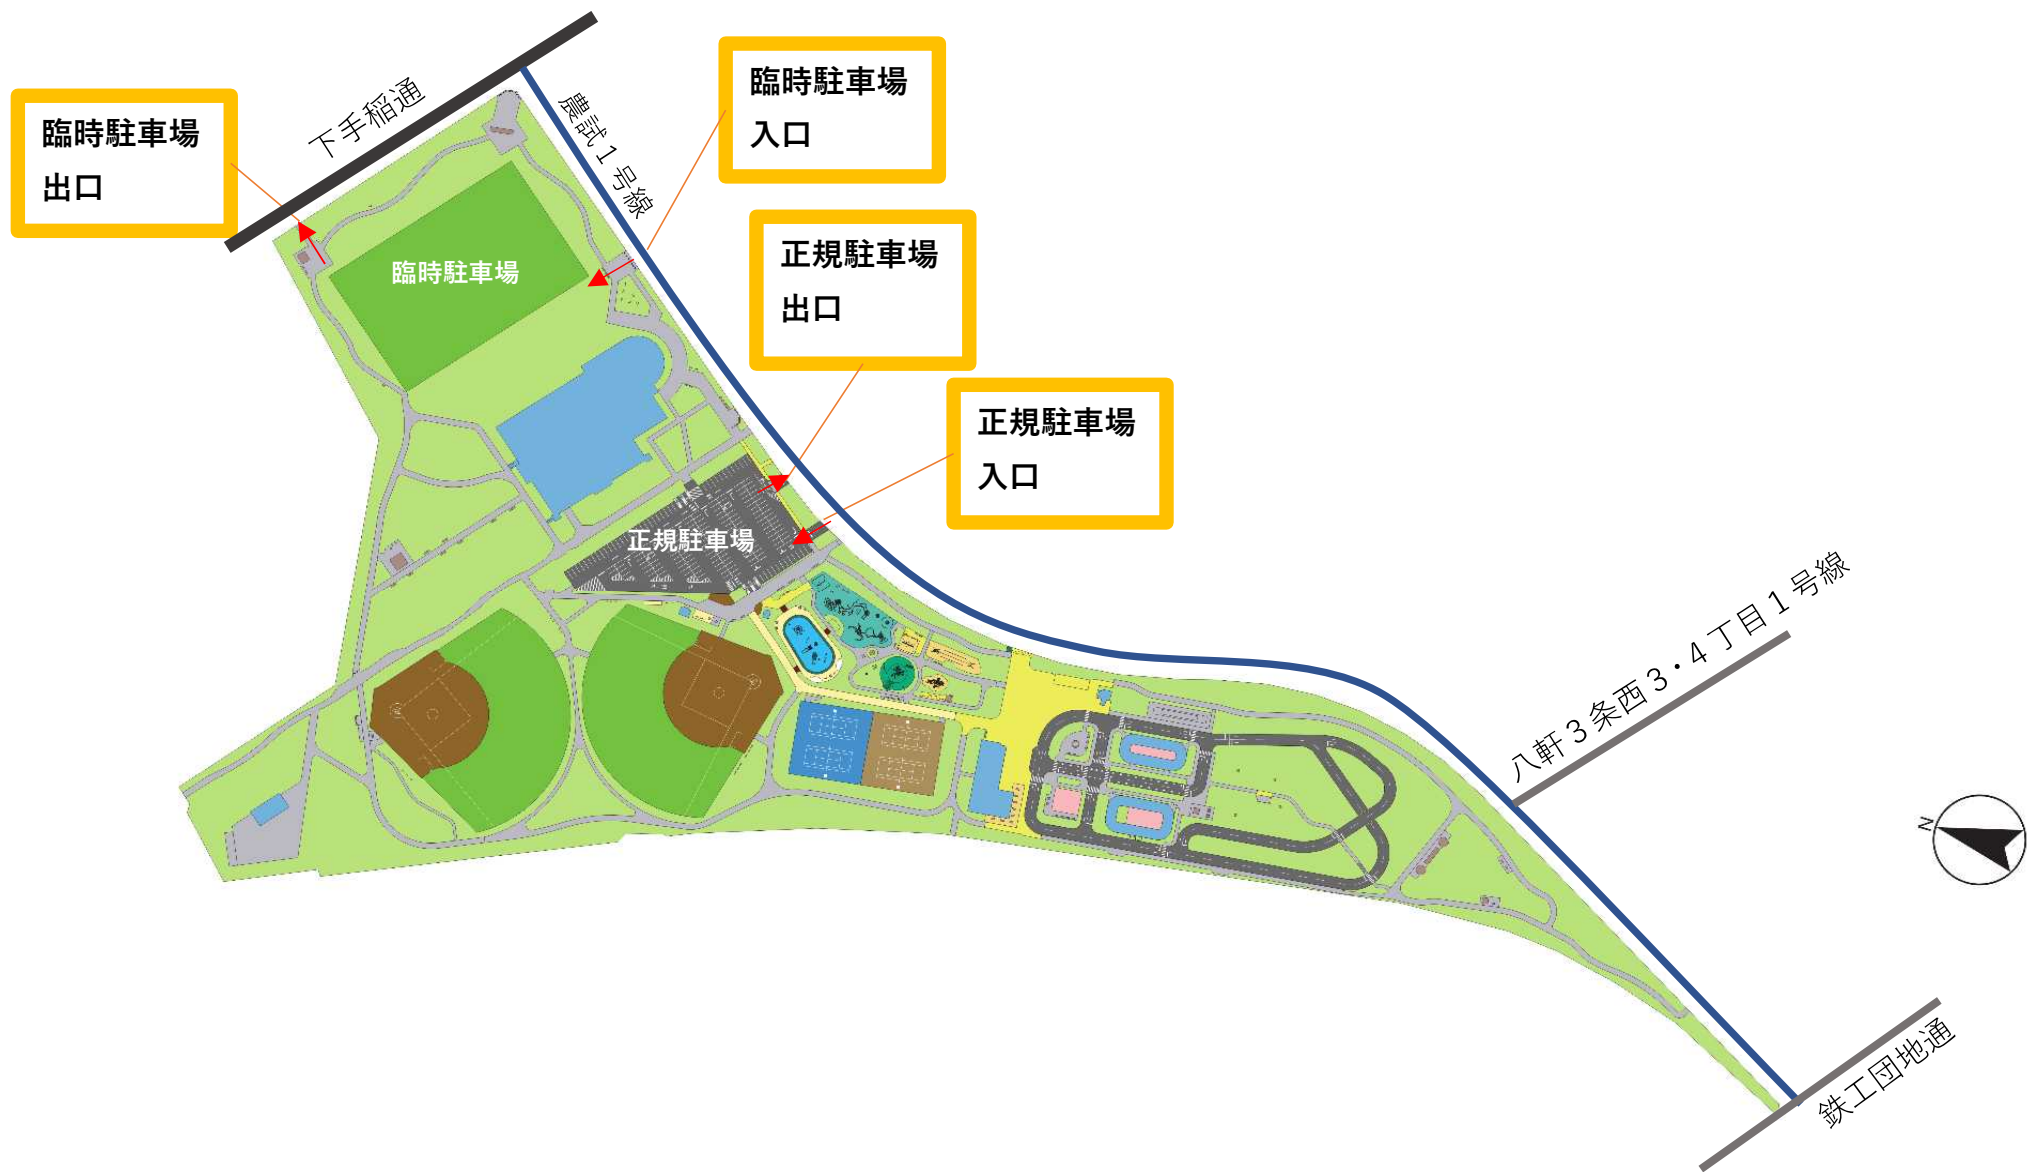 下手稲通
農試１号線
臨時駐車場
入口
臨時駐車場
出口
臨時駐車場
正規駐車場
出口
正規駐車場
入口
正規駐車場
八軒３条西３・４丁目１号線
N
鉄工団地通